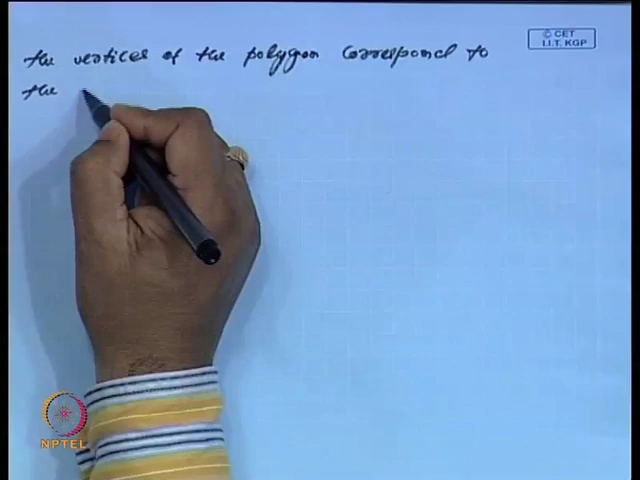 the vertices of the polygon correspond to
the
© CET
I.I.T. KGP
NPTEL